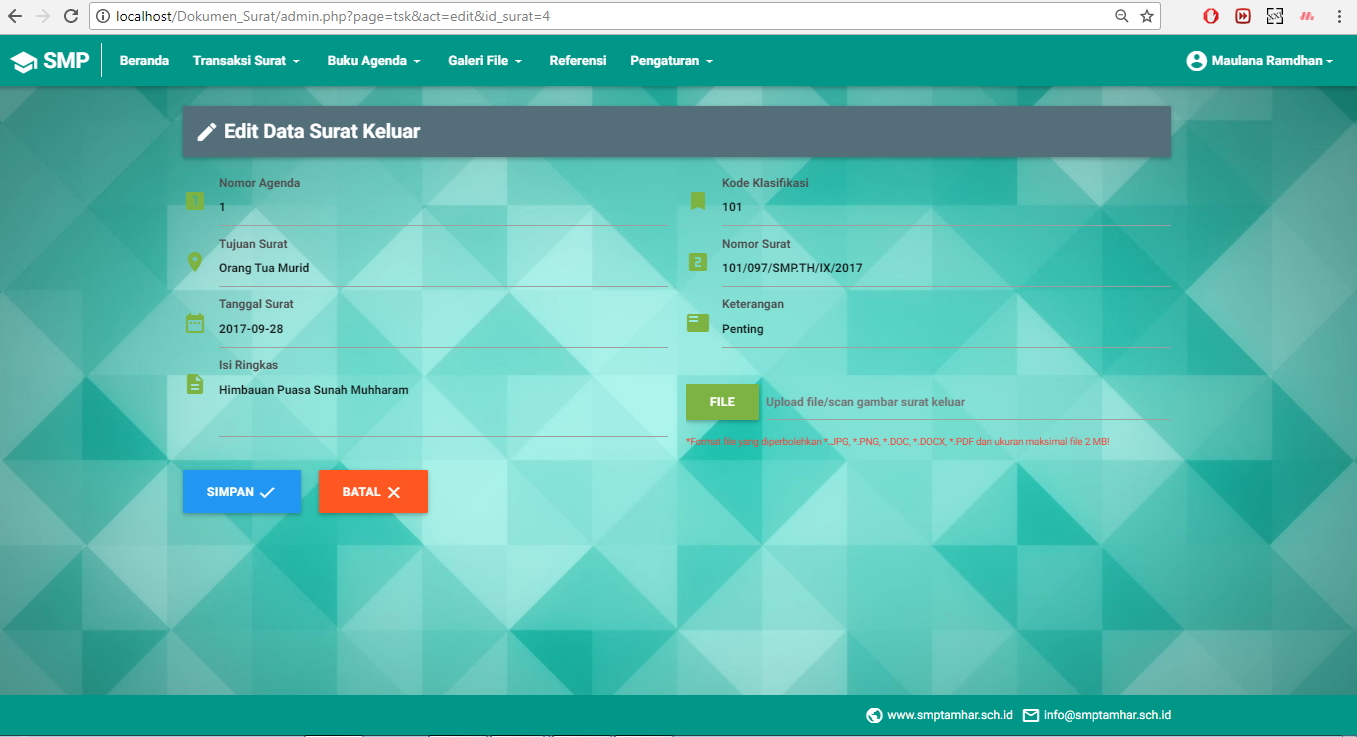 localhost/Dokumen_Surat/admin.php?page=tsk&act=edit&id_surat=4
SMP Beranda Transaksi Surat Buku Agenda Galeri File Referensi Pengaturan Maulana Ramdhan
Edit Data Surat Keluar
Nomor Agenda
1
1
Kode Klasifikasi
101
Tujuan Surat
Orang Tua Murid
Nomor Surat
2
101/097/SMP.TH/IX/2017
Tanggal Surat
2017-09-28
Keterangan
Penting
Isi Ringkas
Himbauan Puasa Sunah Muhharam
FILE Upload file/scan gambar surat keluar
*Format file yang diperbolehkan *.JPG, *.PNG, *.DOC, *.DOCX, *.PDF dan ukuran maksimal file 2 MB!
SIMPAN BATAL
www.smptamhar.sch.id info@smptamhar.sch.id